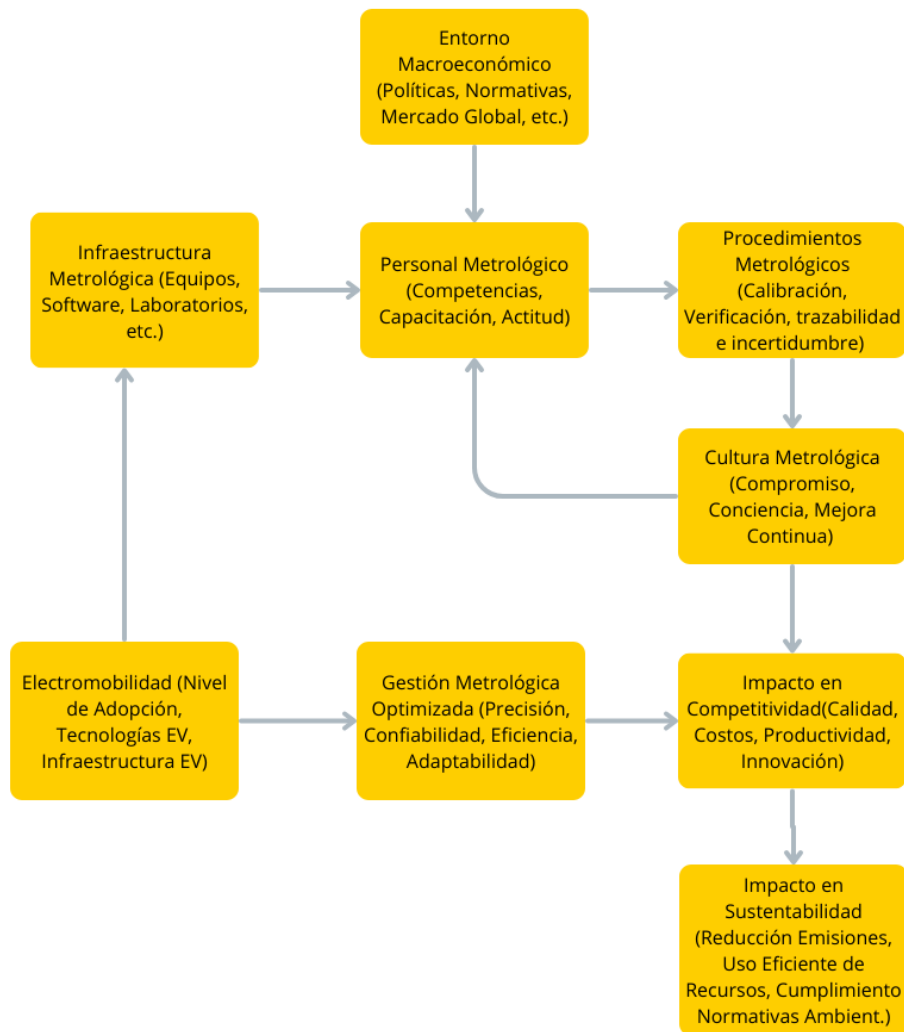 Entorno
Macroeconómico
(Políticas, Normativas,
Mercado Global, etc.)
Infraestructura
Metrológica (Equipos,
Software, Laboratorios,
etc.)
Personal Metrológico
(Competencias,
Capacitación, Actitud)
Procedimientos
Metrológicos
(Calibración,
Verificación, trazabilidad
e incertidumbre)
Cultura Metrológica
(Compromiso,
Conciencia, Mejora
Continua)
Electromobilidad (Nivel
de Adopción,
Tecnologías EV,
Infraestructura EV)
Gestión Metrológica
Optimizada (Precisión,
Confiabilidad, Eficiencia,
Adaptabilidad)
Impacto en
Competitividad(Calidad,
Costos, Productividad,
Innovación)
Impacto en
Sustentabilidad
(Reducción Emisiones,
Uso Eficiente de
Recursos, Cumplimiento
Normativas Ambient.)